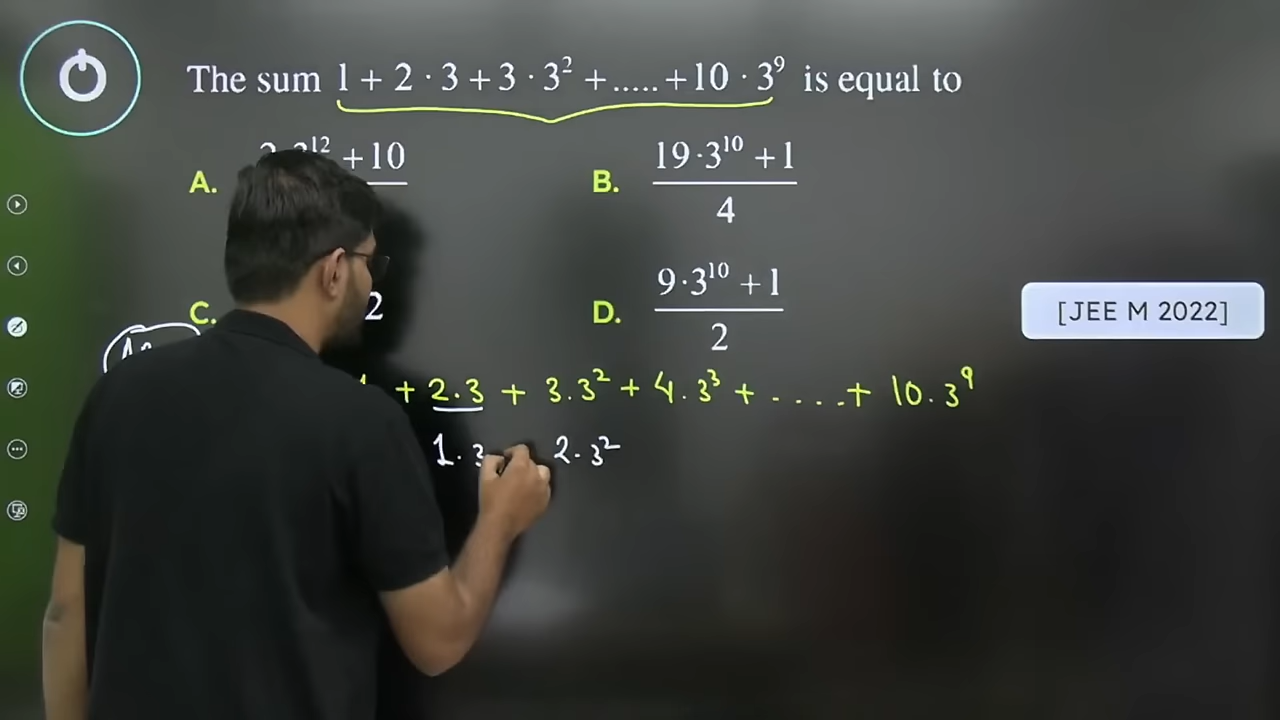 The sum 1 + 2 · 3 + 3 · 3² + ..... + 10 · 3⁹ is equal to
A. ¹² + 10
B. (19·3¹⁰ + 1)/4
C. 2
D. (9·3¹⁰ + 1)/2
[JEE M 2022]
+ 2.3 + 3.3² + 4.3³ + ....+ 10.3⁹
1.3 2.3²